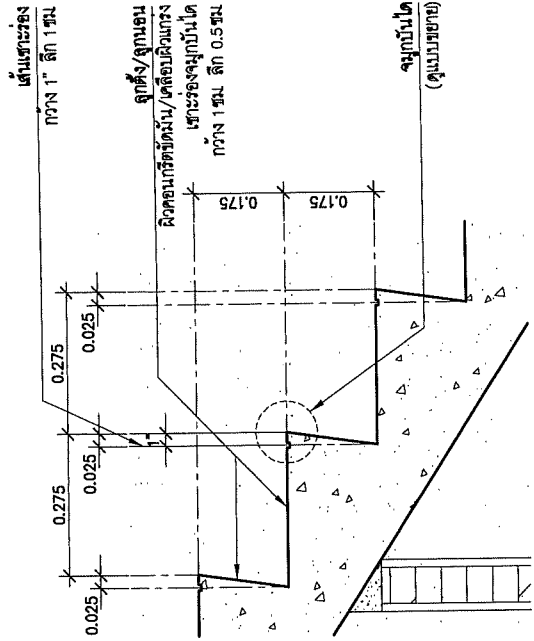 เส้นเซาะร่อง
กว้าง 1" ลึก 1 ซม
ลูกตั้ง/ลูกนอน
ผิวคอนกรีตขัดมัน/เคลือบผิวแกร่ง
เซาะร่องจมูกบันได
กว้าง 1 ซม ลึก 0.5 ซม
จมูกบันได
(ดูแบบขยาย)
0.275
0.275
0.025
0.025
0.025
1"
0.175
0.175